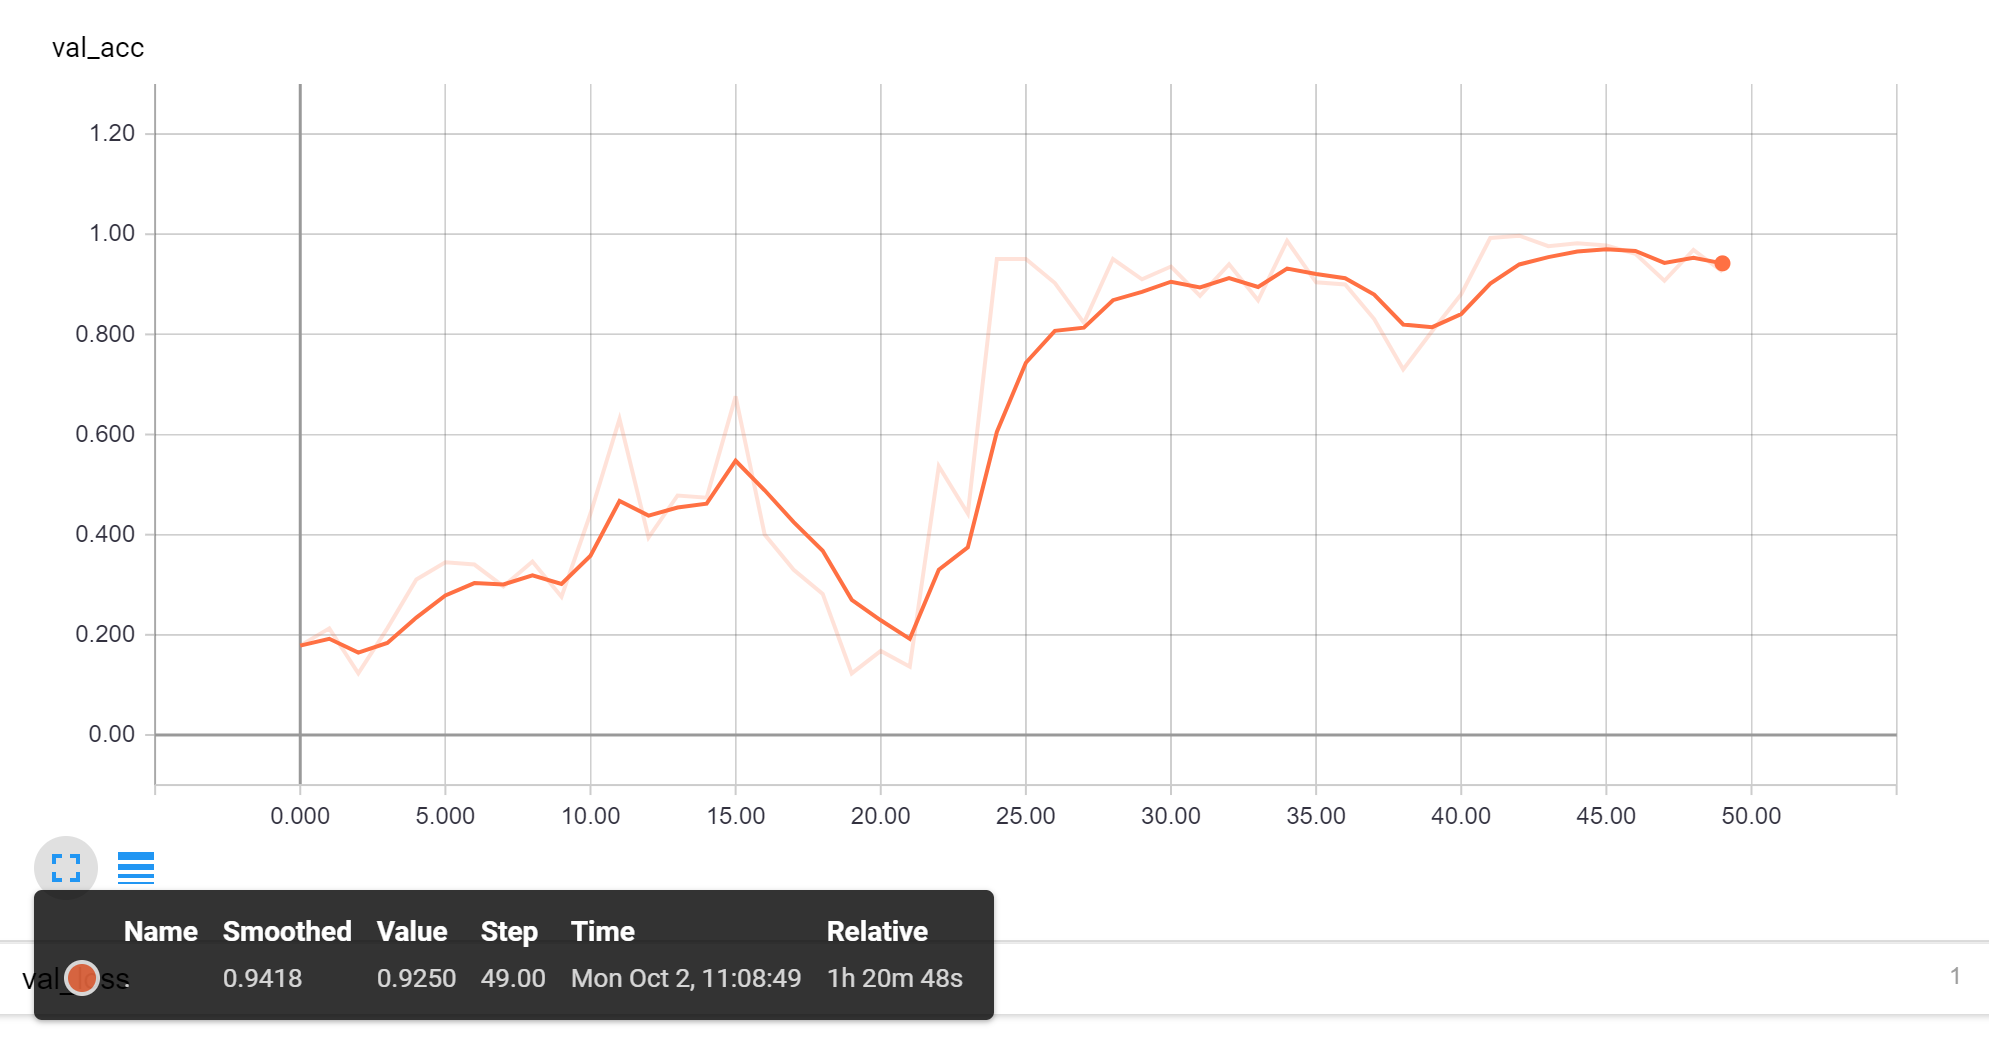 val_acc
1.20
1.00
0.800
0.600
0.400
0.200
0.00
0.000 5.000 10.00 15.00 20.00 25.00 30.00 35.00 40.00 45.00 50.00
Name Smoothed Value Step Time Relative
. 0.9418 0.9250 49.00 Mon Oct 2, 11:08:49 1h 20m 48s
val_loss 1